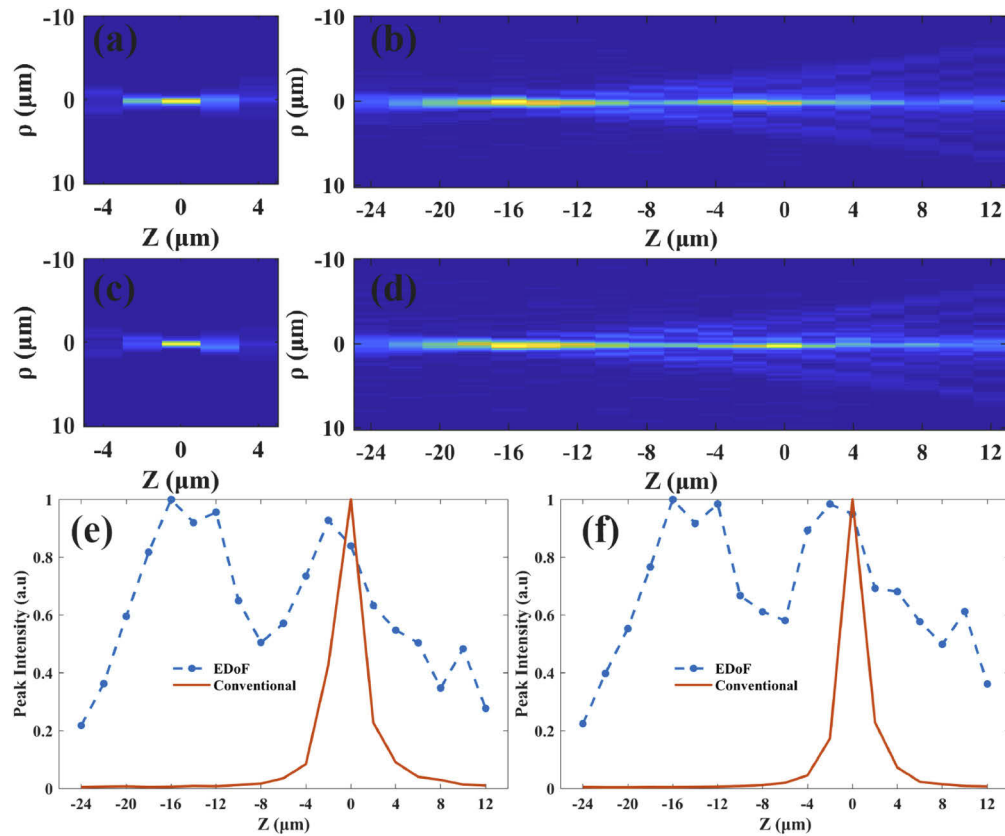 (a)
-10
0
10
ρ (μm)
-4 0 4
Z (μm)
(b)
-10
0
10
ρ (μm)
-24 -20 -16 -12 -8 -4 0 4 8 12
Z (μm)
(c)
-10
0
10
ρ (μm)
-4 0 4
Z (μm)
(d)
-10
0
10
ρ (μm)
-24 -20 -16 -12 -8 -4 0 4 8 12
Z (μm)
(e)
1
0.8
0.6
0.4
0.2
0
Peak Intensity (a.u)
EDoF
Conventional
-24 -20 -16 -12 -8 -4 0 4 8 12
Z (μm)
(f)
1
0.8
0.6
0.4
0.2
0
Peak Intensity (a.u)
EDoF
Conventional
-24 -20 -16 -12 -8 -4 0 4 8 12
Z (μm)